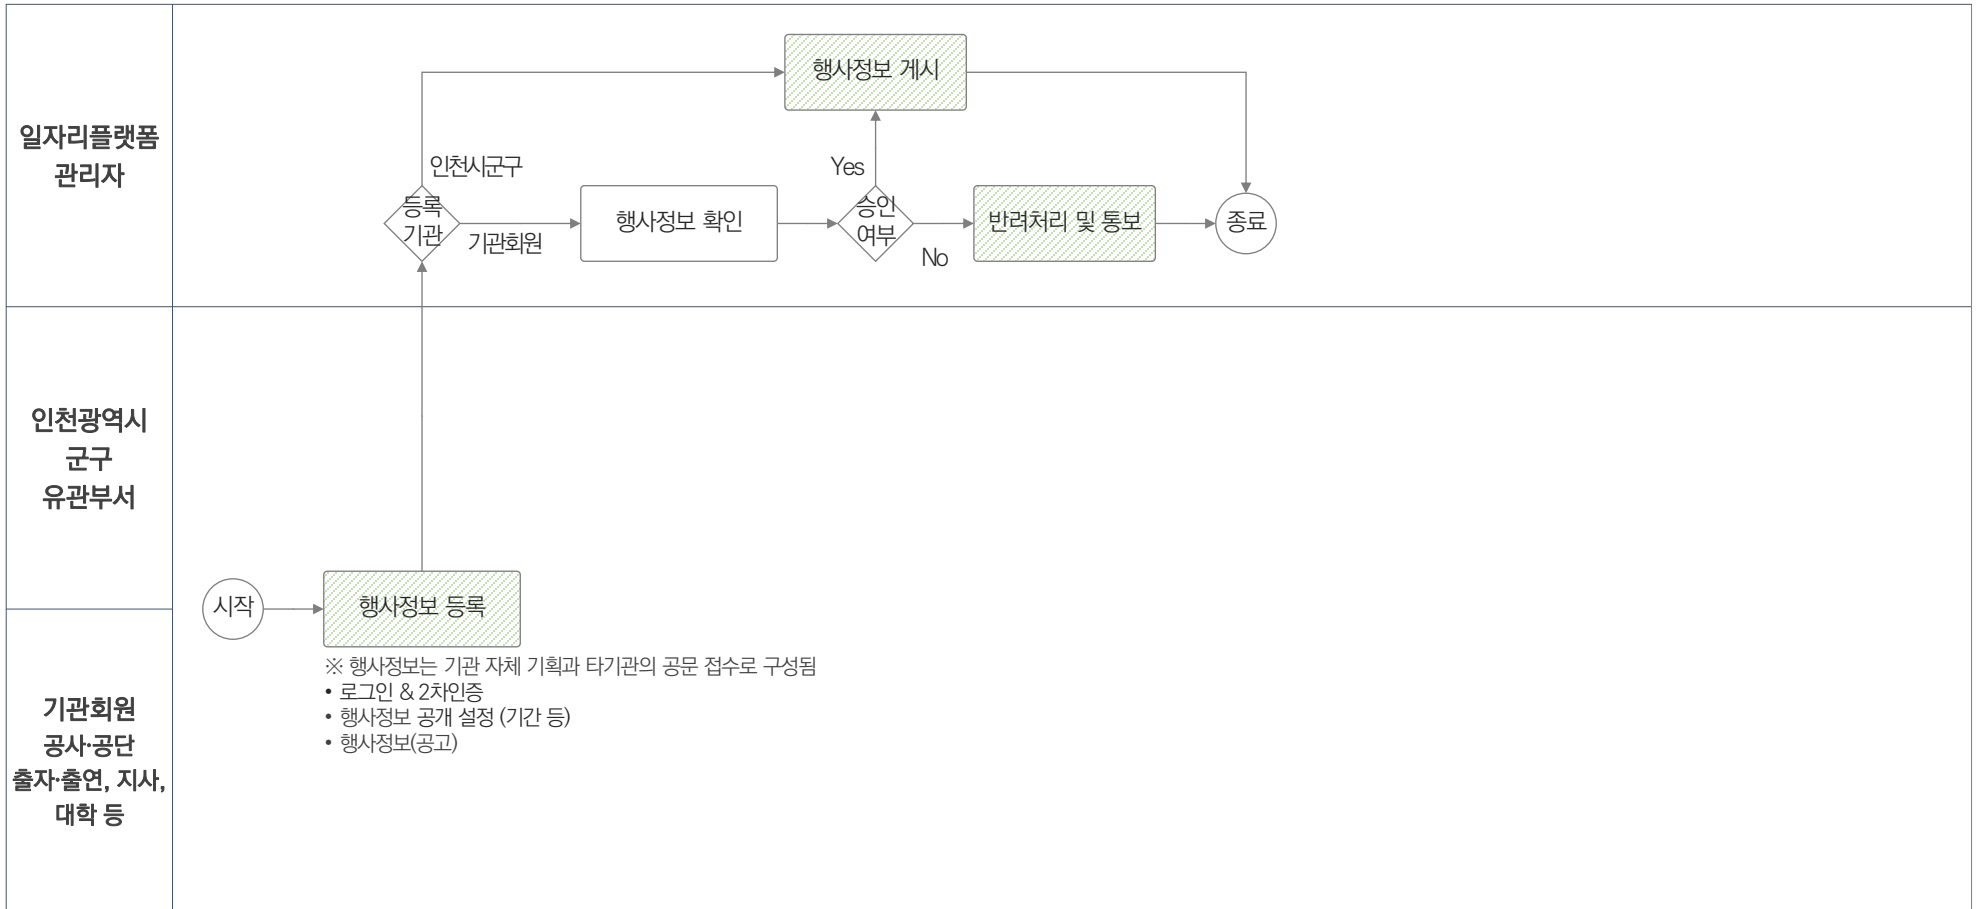 일자리플랫폼
관리자
행사정보 게시
인천시군구
등록
기관
기관회원
행사정보 확인
Yes
승인
여부
No
반려처리 및 통보
종료
인천광역시
군구
유관부서
시작
행사정보 등록
※ 행사정보는 기관 자체 기획과 타기관의 공문 접수로 구성됨
• 로그인 & 2차인증
• 행사정보 공개 설정 (기간 등)
• 행사정보(공고)
기관회원
공사·공단
출자·출연, 지사,
대학 등